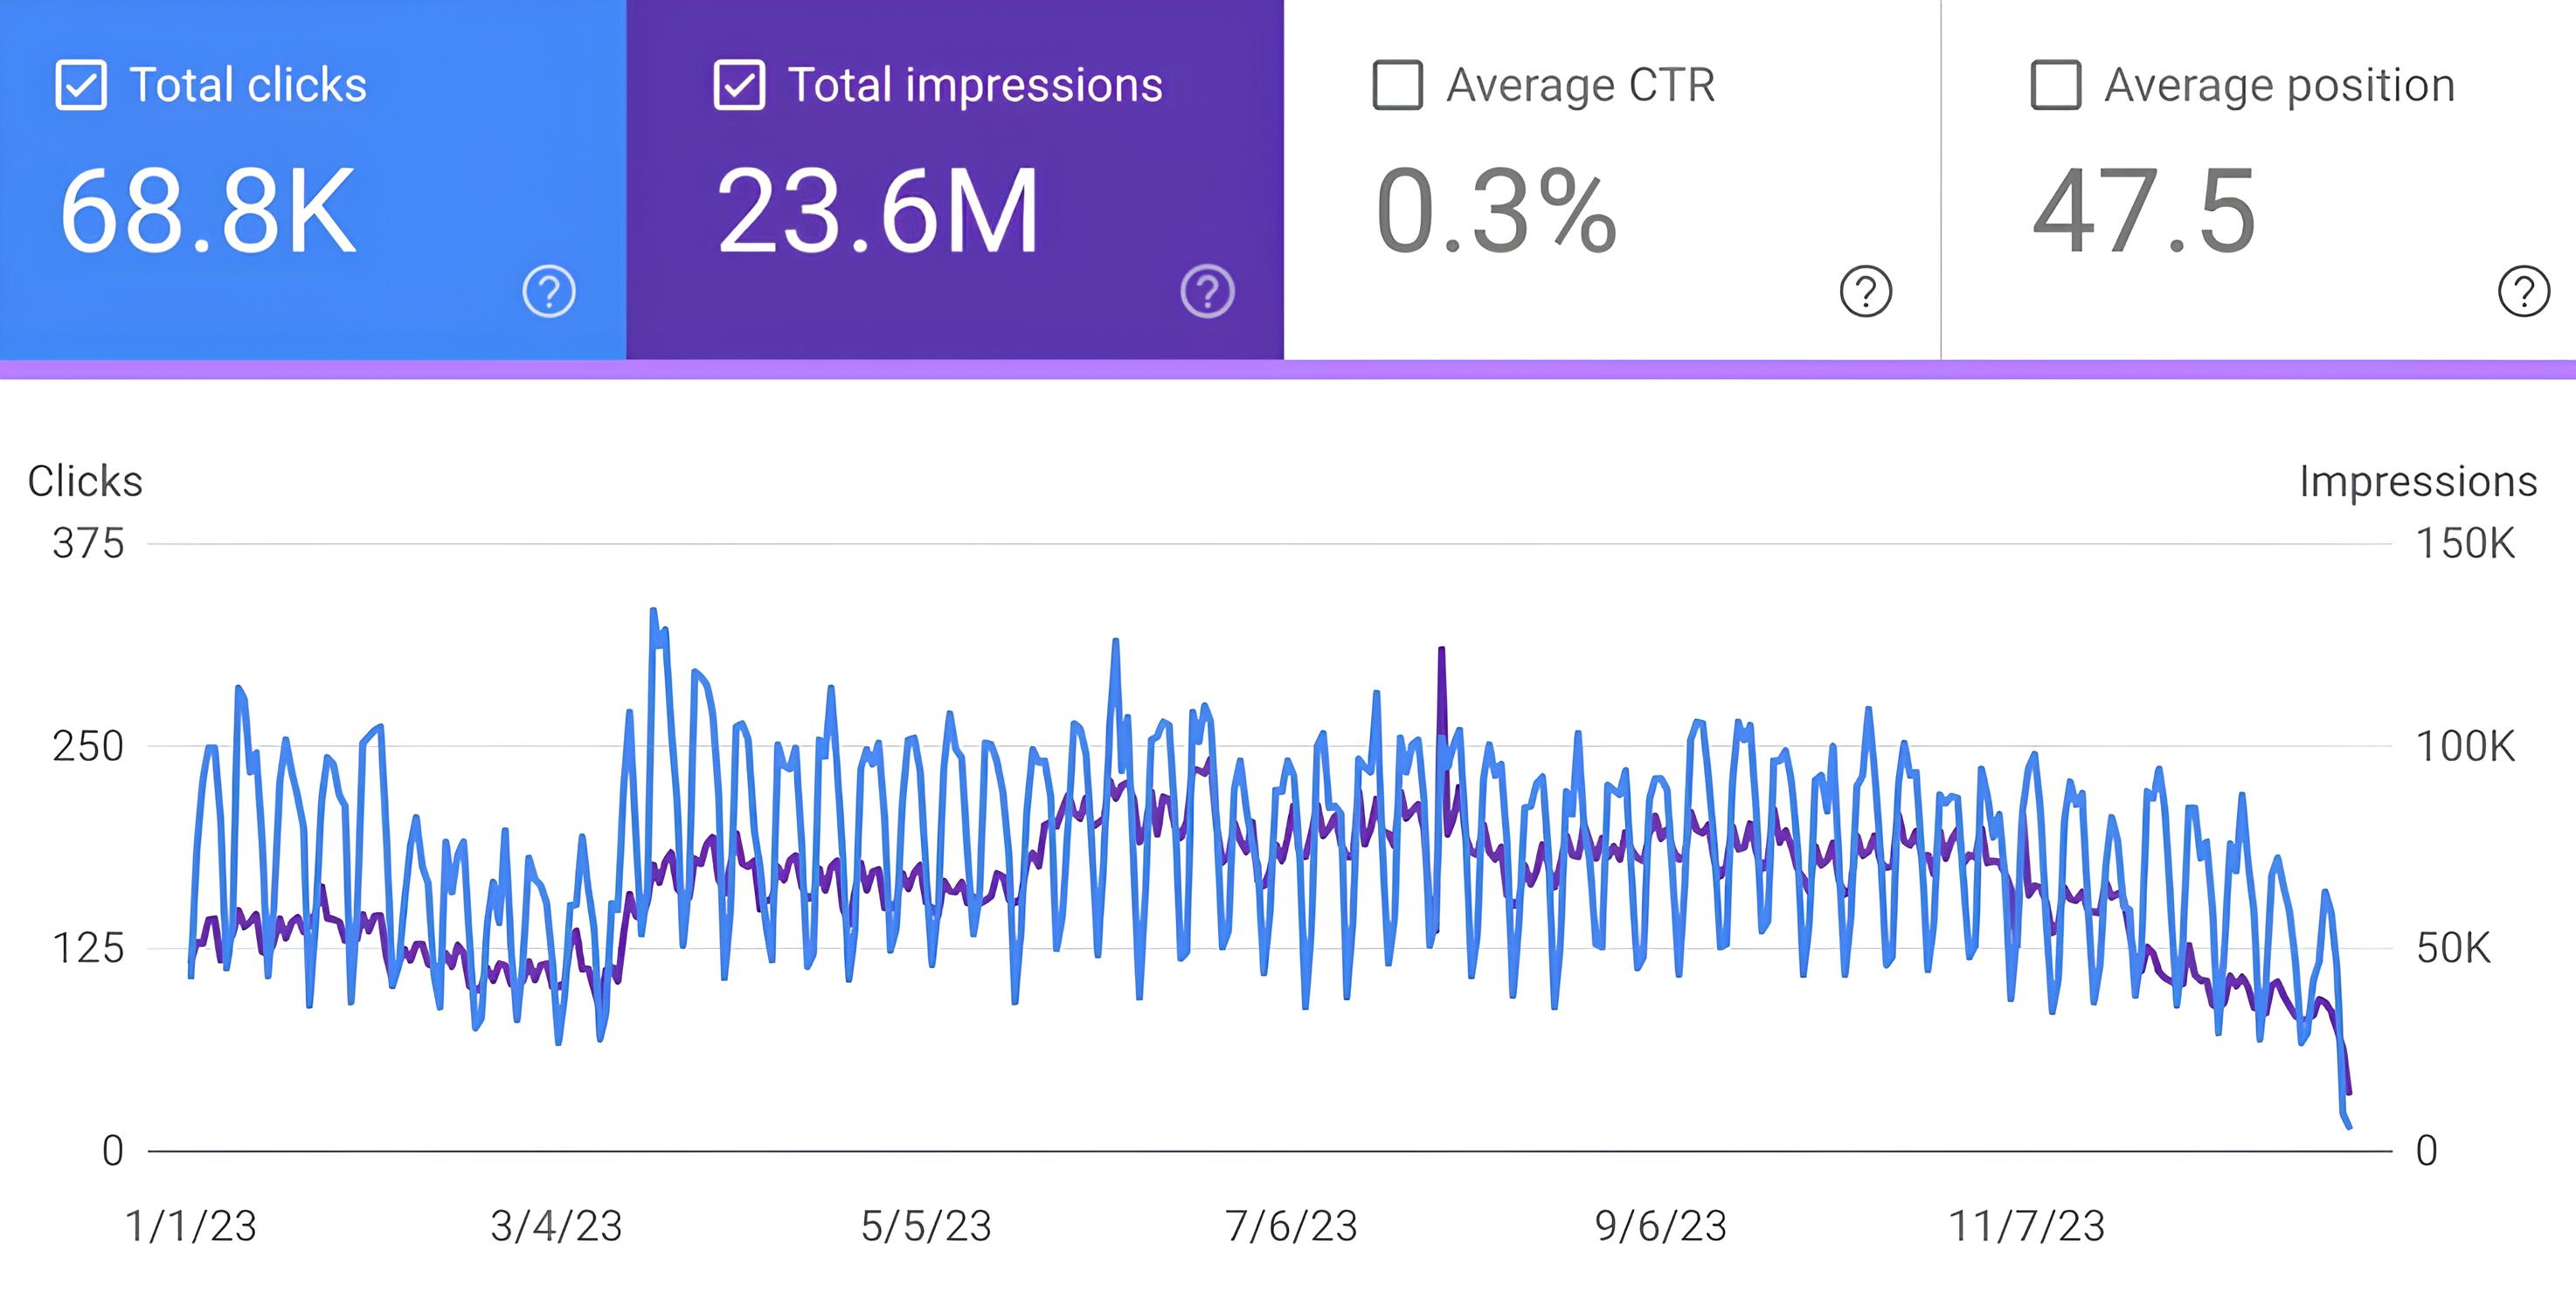 Total clicks
68.8K
Total impressions
23.6M
Average CTR
0.3%
Average position
47.5
Clicks
Impressions
375
150K
250
100K
125
50K
0
0
1/1/23 3/4/23 5/5/23 7/6/23 9/6/23 11/7/23